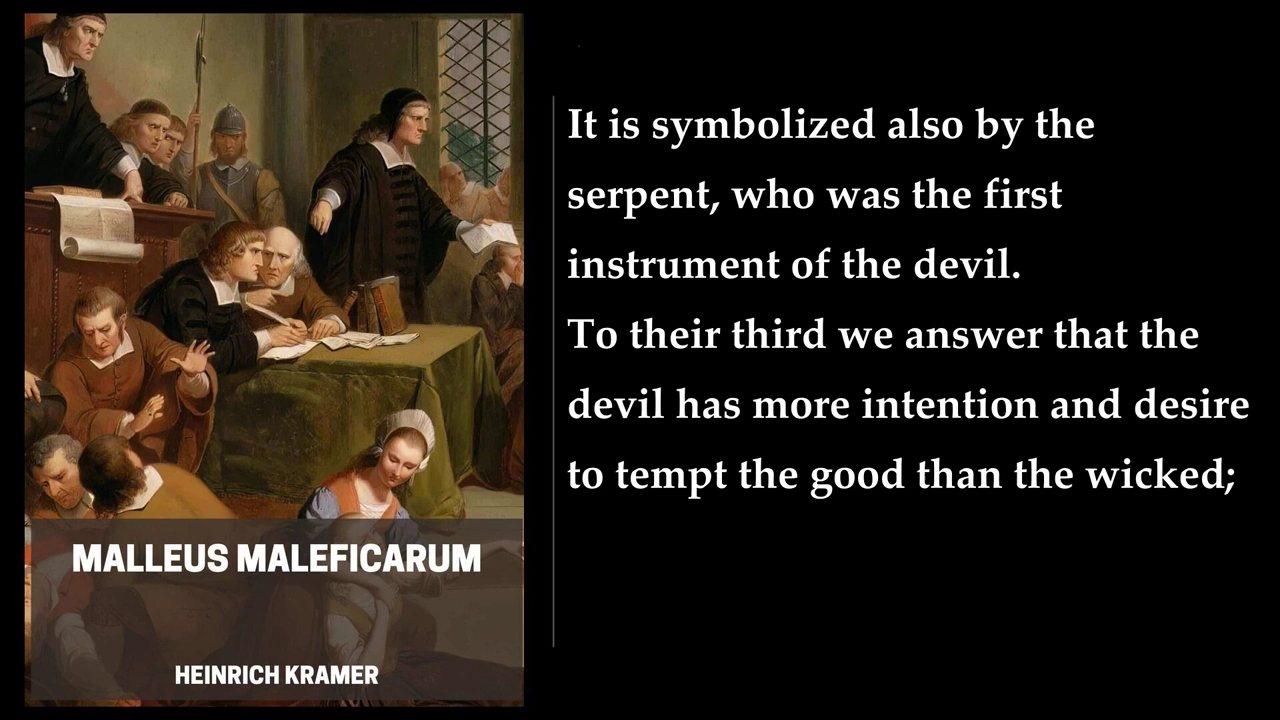 MALLEUS MALEFICARUM
HEINRICH KRAMER
It is symbolized also by the
serpent, who was the first
instrument of the devil.
To their third we answer that the
devil has more intention and desire
to tempt the good than the wicked;